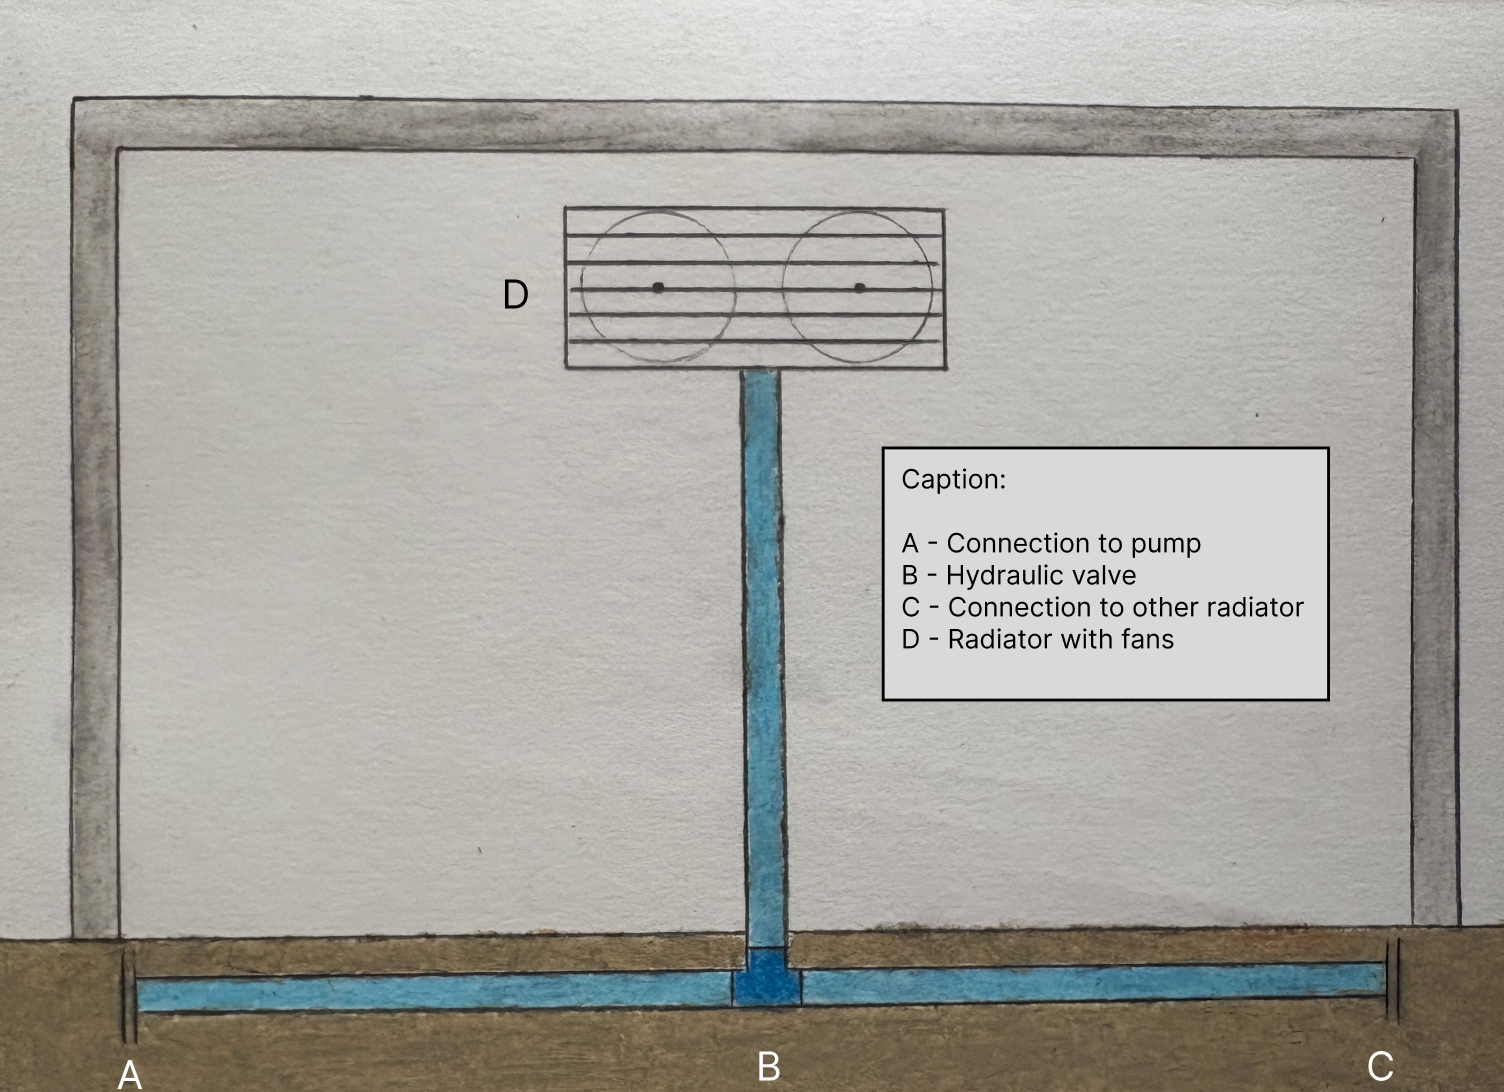 D
Caption:
A - Connection to pump
B - Hydraulic valve
C - Connection to other radiator
D - Radiator with fans
A
B
C